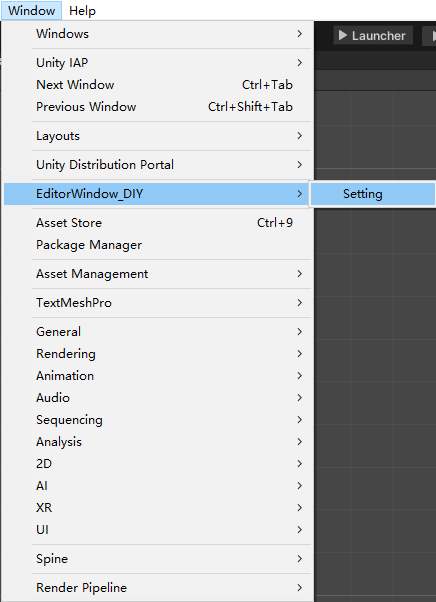 Window Help
Windows
Launcher
Unity IAP
Next Window Ctrl+Tab
Previous Window Ctrl+Shift+Tab
Layouts
Unity Distribution Portal
EditorWindow_DIY Setting
Asset Store Ctrl+9
Package Manager
Asset Management
TextMeshPro
General
Rendering
Animation
Audio
Sequencing
Analysis
2D
AI
XR
UI
Spine
Render Pipeline